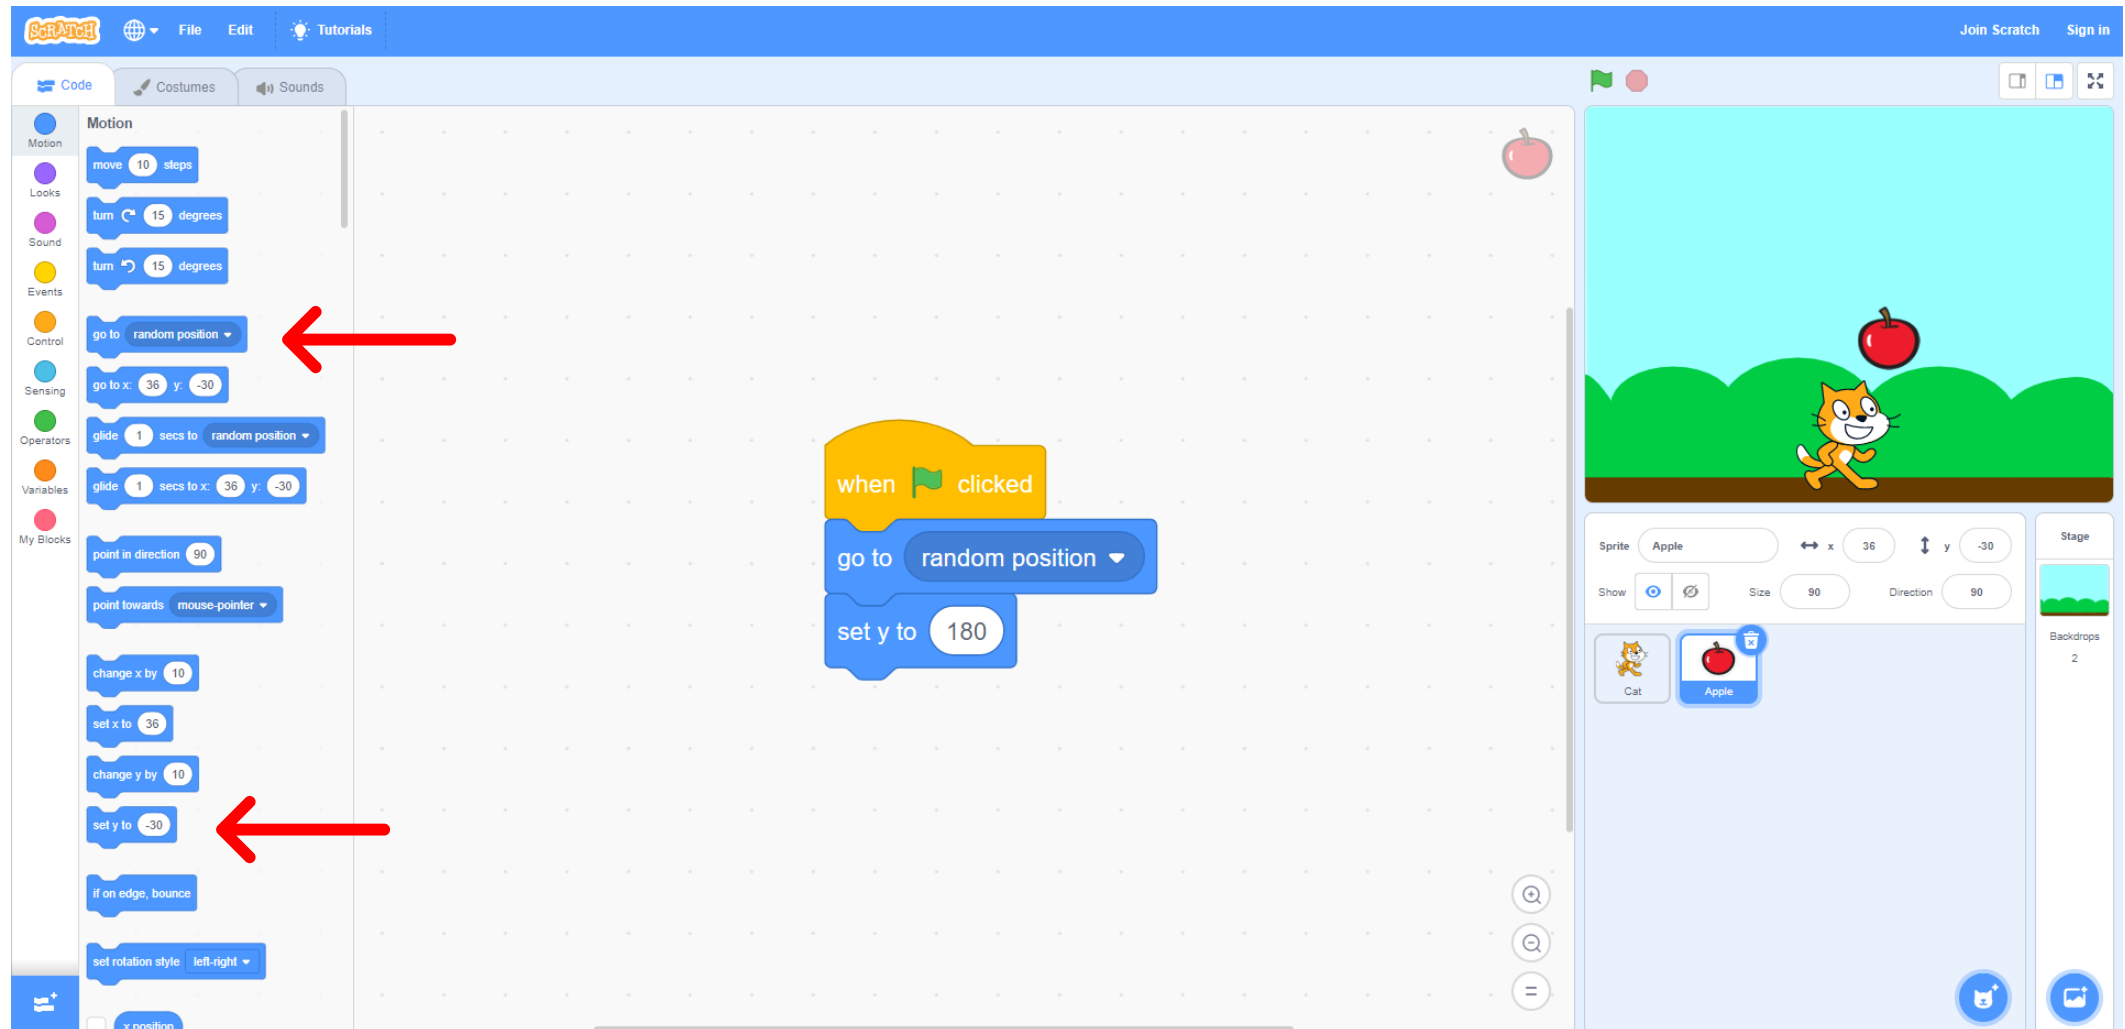 SCRATCH File Edit Tutorials Join Scratch Sign in
Code Costumes Sounds
Motion
Looks
Sound
Events
Control
Sensing
Operators
Variables
My Blocks
Motion
move 10 steps
turn 15 degrees
turn 15 degrees
go to random position
go to x: 36 y: -30
glide 1 secs to random position
glide 1 secs to x: 36 y: -30
point in direction 90
point towards mouse-pointer
change x by 10
set x to 36
change y by 10
set y to -30
if on edge, bounce
set rotation style left-right
x position
when clicked
go to random position
set y to 180
Sprite Apple x 36 y -30
Show Size 90 Direction 90
Cat
Apple
Stage
Backdrops
2